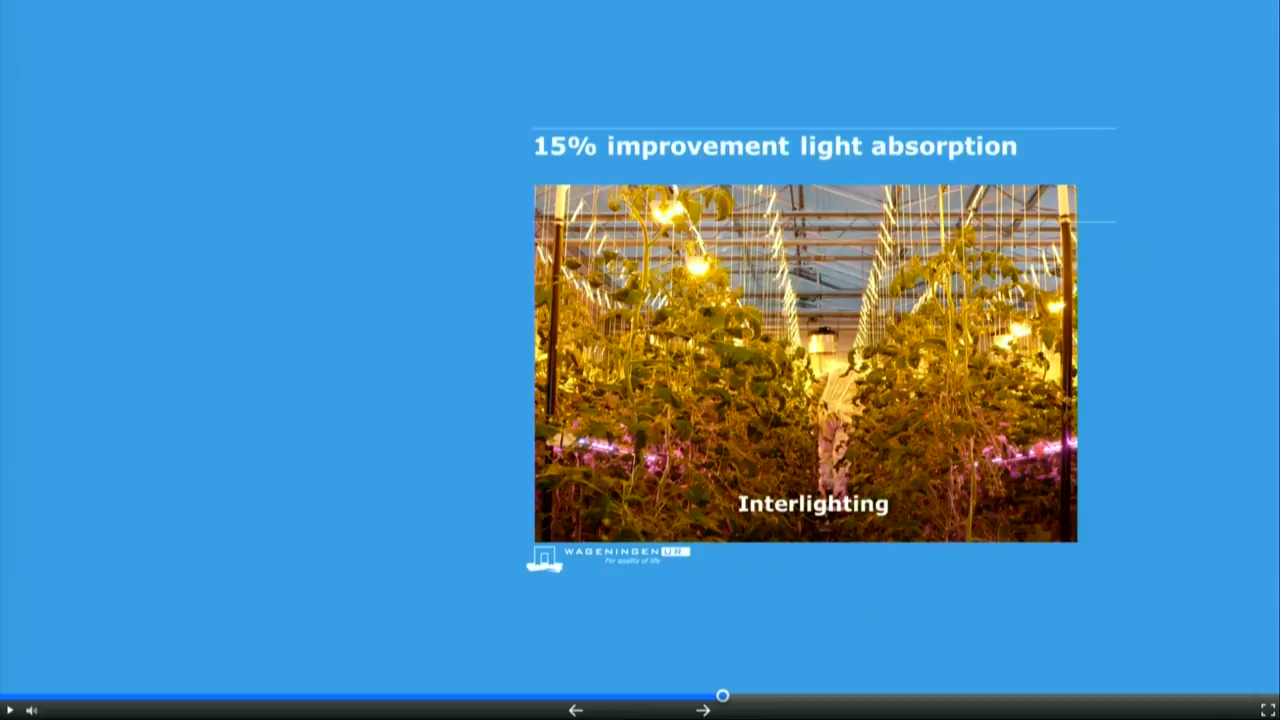 15% improvement light absorption
Interlighting
WAGENINGEN UR
For quality of life